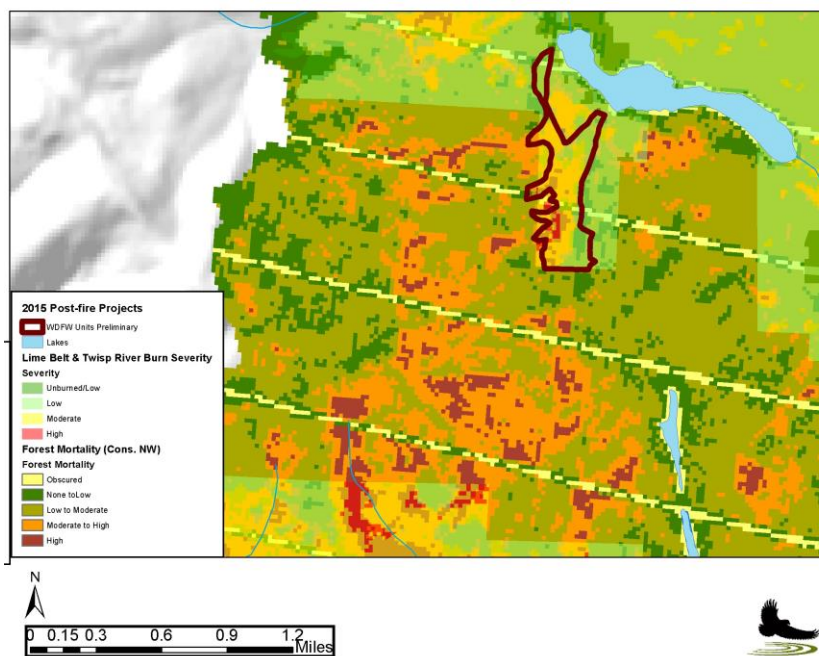 2015 Post-fire Projects
WDFW Units Preliminary
Lakes
Lime Belt & Twisp River Burn Severity
Severity
Unburned/Low
Low
Moderate
High
Forest Mortality (Cons. NW)
Forest Mortality
Obscured
None toLow
Low to Moderate
Moderate to High
High
N
0 0.15 0.3 0.6 0.9 1.2
Miles